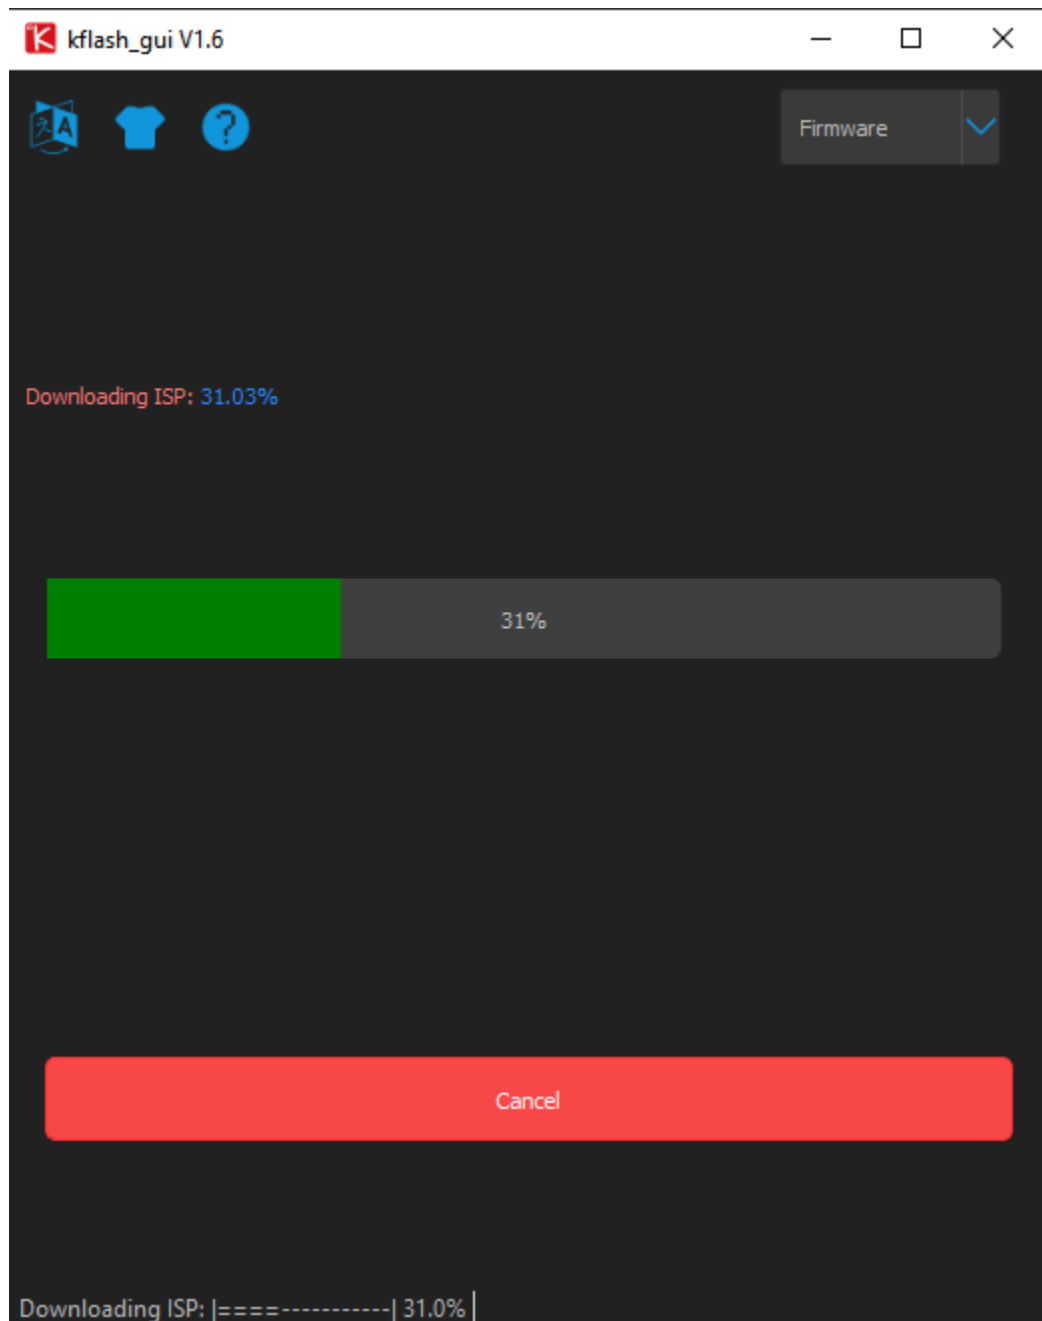 kflash_gui V1.6
Firmware
Downloading ISP: 31.03%
31%
Cancel
Downloading ISP: |====-----------| 31.0%